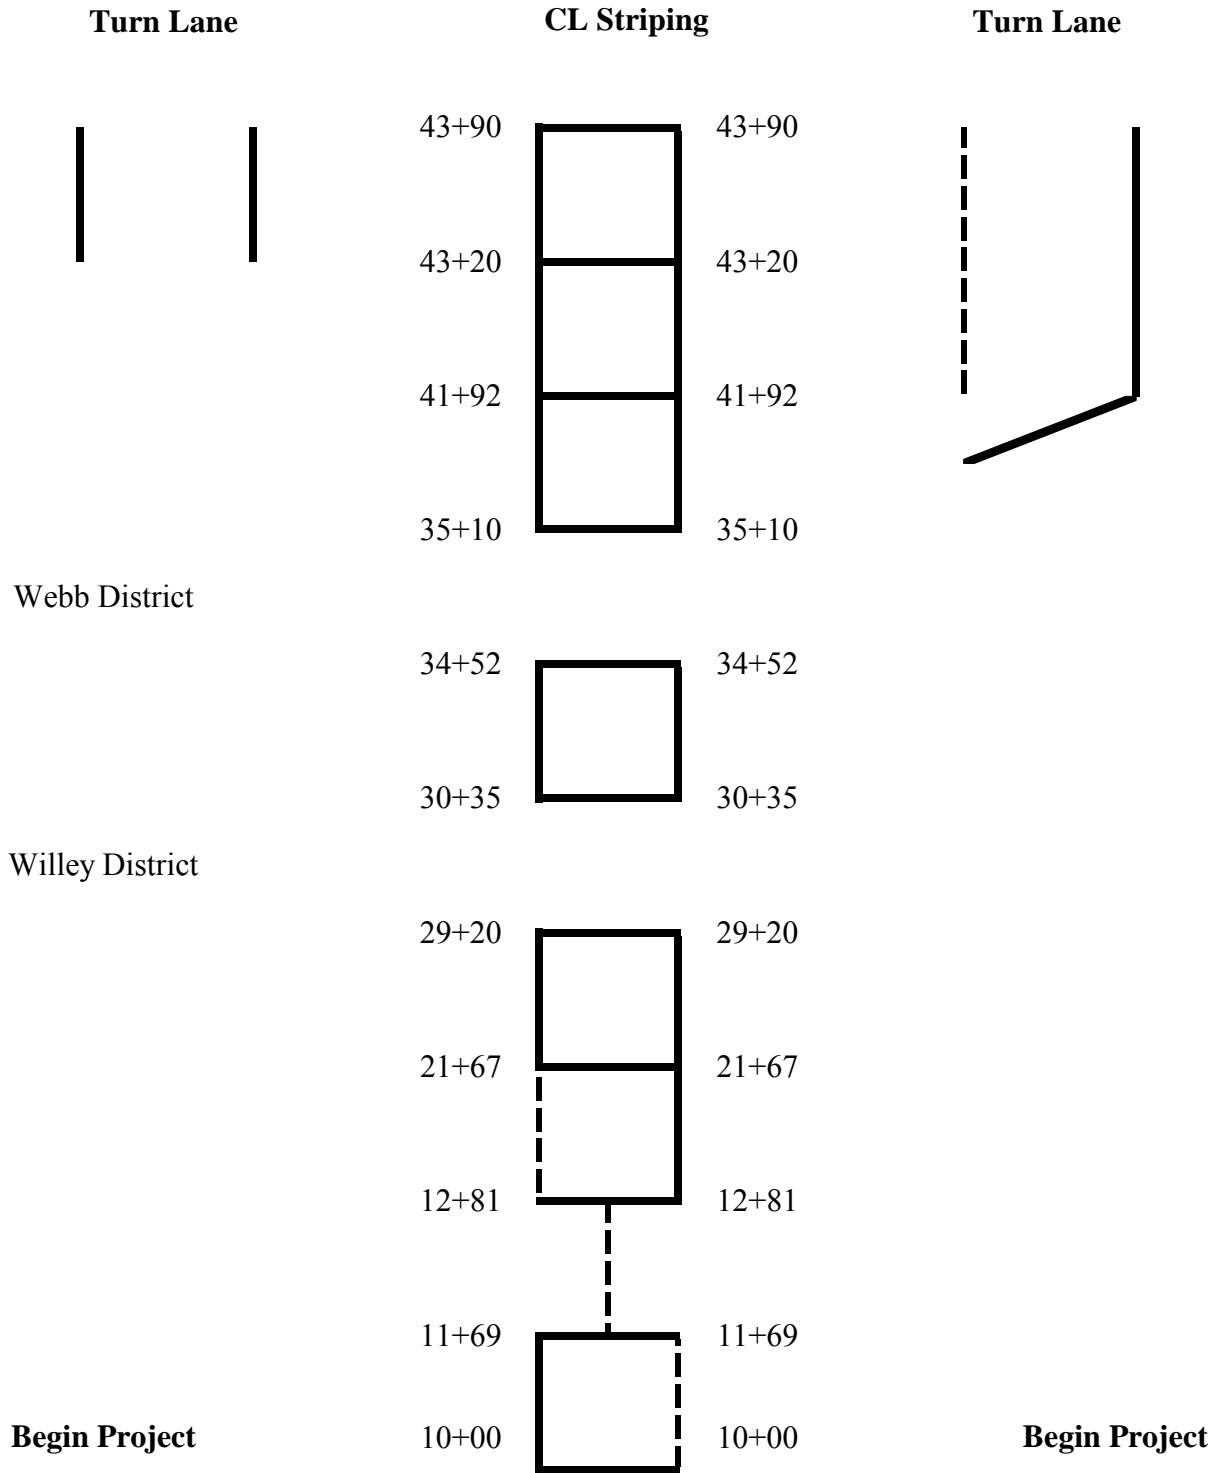 Turn Lane CL Striping Turn Lane
43+90 43+90
43+20 43+20
41+92 41+92
35+10 35+10
Webb District
34+52 34+52
30+35 30+35
Willey District
29+20 29+20
21+67 21+67
12+81 12+81
11+69 11+69
Begin Project 10+00 10+00 Begin Project